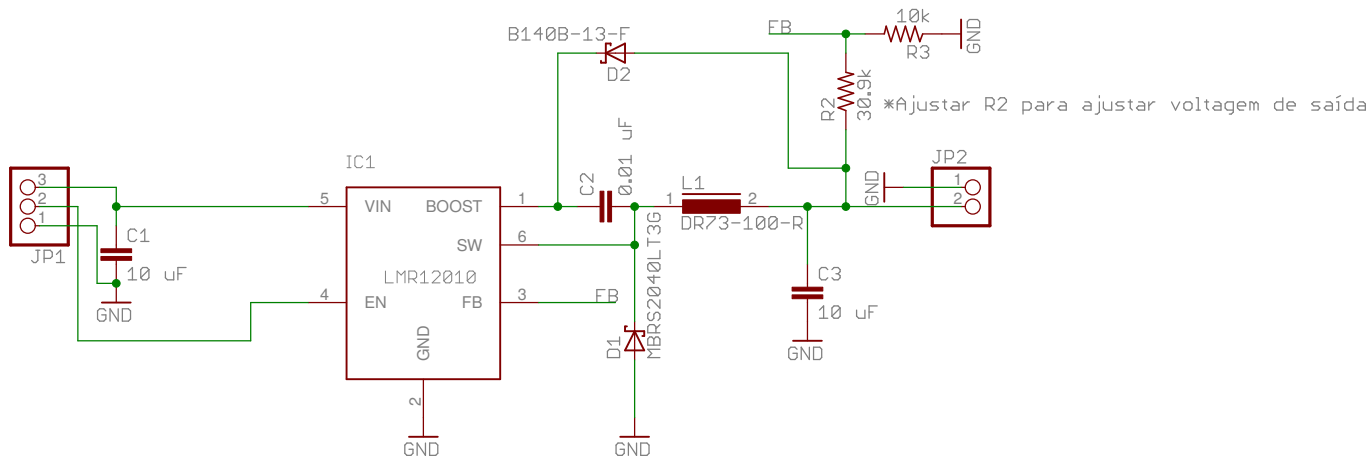 10k
FB
R3
GND
B140B-13-F
D2
R2
30.9k
*Ajustar R2 para ajustar voltagem de saída
IC1
C2
0.01 uF
L1
1
2
DR73-100-R
GND
JP2
1
2
3
2
1
JP1
C1
10 uF
GND
5
VIN
BOOST
1
SW
6
LMR12010
4
EN
FB
3
FB
GND
2
GND
D1
MBRS2040LT3G
GND
C3
10 uF
GND